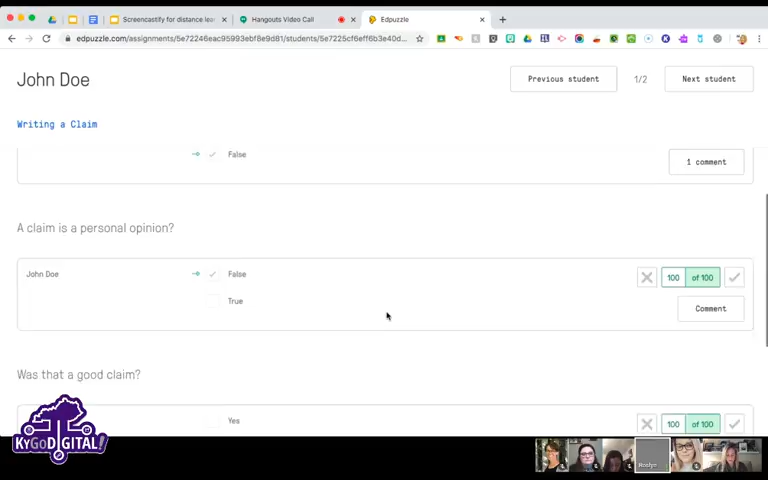 Screencastify for distance lea
Hangouts Video Call
Edpuzzle
edpuzzle.com/assignments/5e72246eac95993ebf8e9d81/students/5e7225cf6eff6b3e40d...
John Doe
Previous student
1/2
Next student
Writing a Claim
False
1 comment
A claim is a personal opinion?
John Doe
False
100
of 100
True
Comment
Was that a good claim?
Yes
100
of 100
KYGODIGITAL!
Roslyn